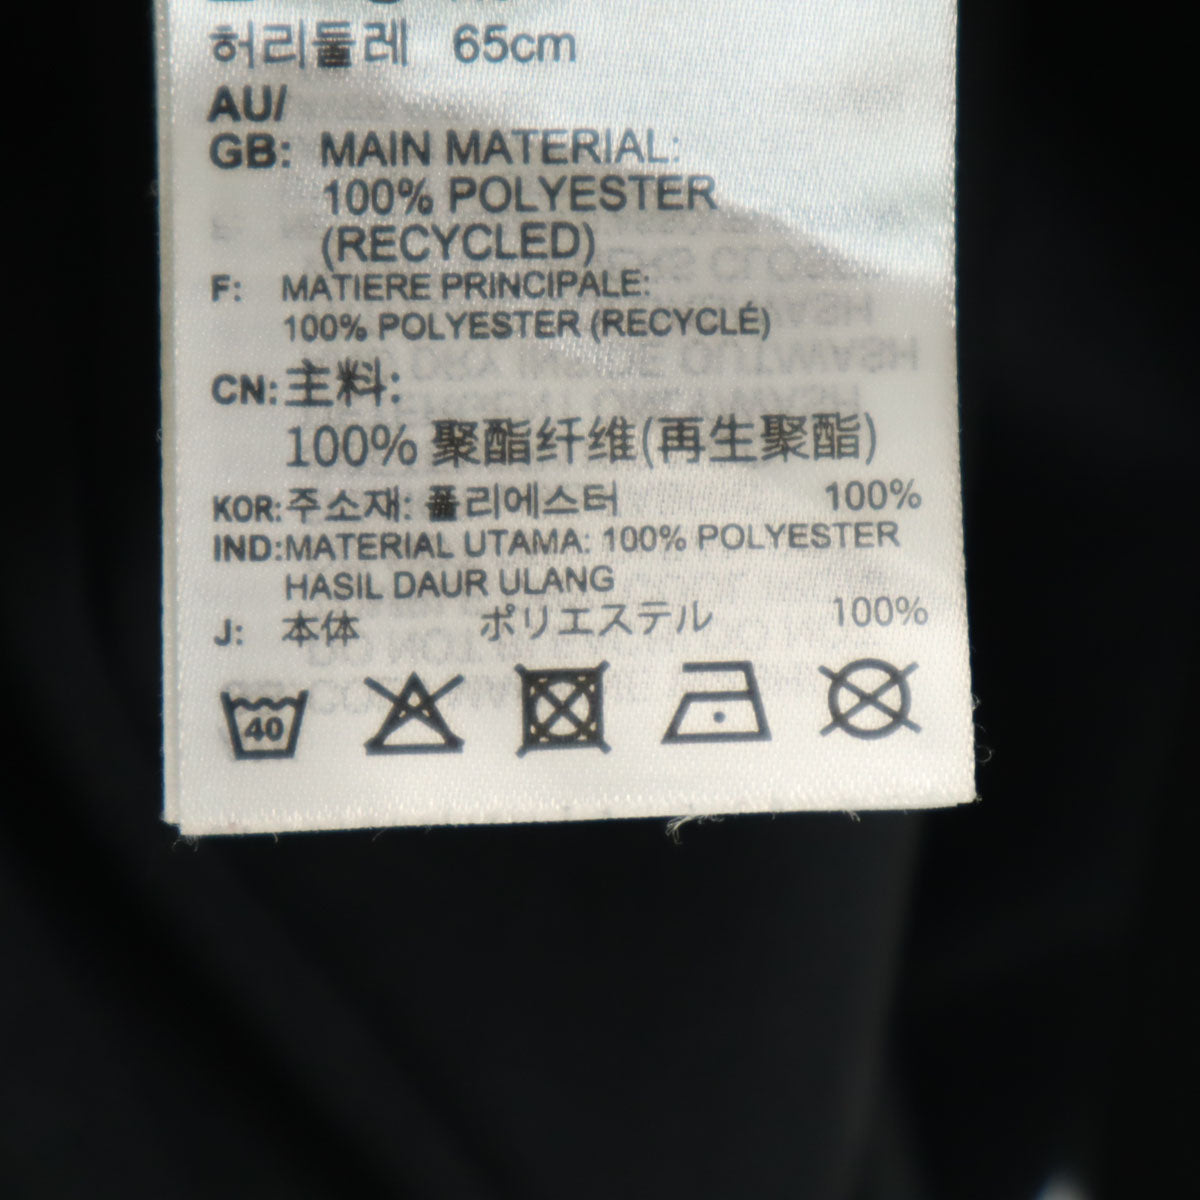 허리둘레 65cm
AU/
GB: MAIN MATERIAL:
100% POLYESTER
(RECYCLED)
F: MATIERE PRINCIPALE:
100% POLYESTER (RECYCLÉ)
CN: 主料:
100% 聚酯纤维(再生聚酯)
KOR: 주소재: 폴리에스터 100%
IND: MATERIAL UTAMA: 100% POLYESTER
HASIL DAUR ULANG
J: 本体 ポリエステル 100%
40